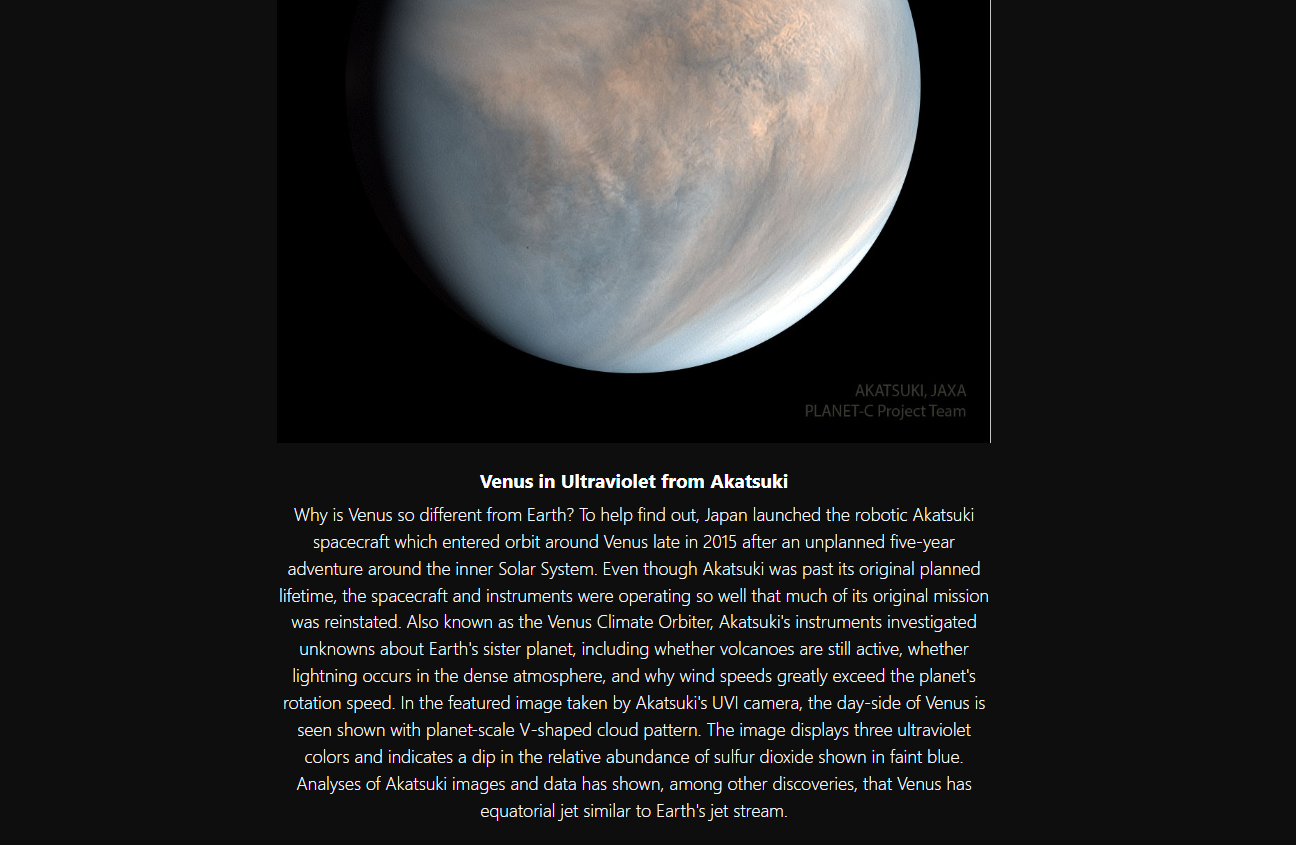 AKATSUKI, JAXA
PLANET-C Project Team
Venus in Ultraviolet from Akatsuki
Why is Venus so different from Earth? To help find out, Japan launched the robotic Akatsuki
spacecraft which entered orbit around Venus late in 2015 after an unplanned five-year
adventure around the inner Solar System. Even though Akatsuki was past its original planned
lifetime, the spacecraft and instruments were operating so well that much of its original mission
was reinstated. Also known as the Venus Climate Orbiter, Akatsuki's instruments investigated
unknowns about Earth's sister planet, including whether volcanoes are still active, whether
lightning occurs in the dense atmosphere, and why wind speeds greatly exceed the planet's
rotation speed. In the featured image taken by Akatsuki's UVI camera, the day-side of Venus is
seen shown with planet-scale V-shaped cloud pattern. The image displays three ultraviolet
colors and indicates a dip in the relative abundance of sulfur dioxide shown in faint blue.
Analyses of Akatsuki images and data has shown, among other discoveries, that Venus has
equatorial jet similar to Earth's jet stream.